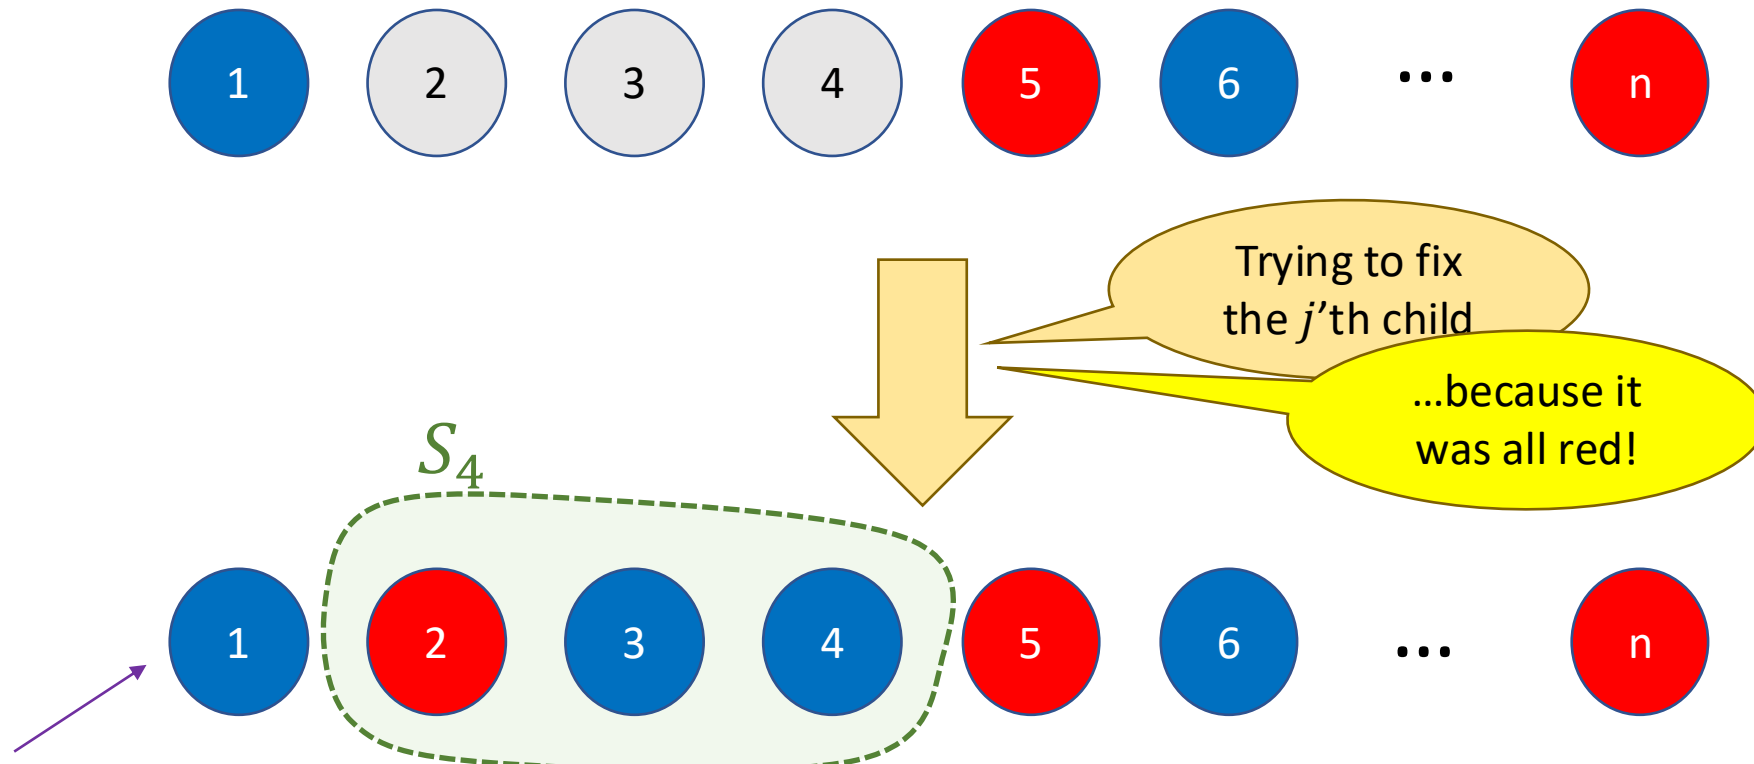 1 2 3 4 5 6 ... n
Trying to fix
the j’th child
...because it
was all red!
S₄
1 2 3 4 5 6 ... n